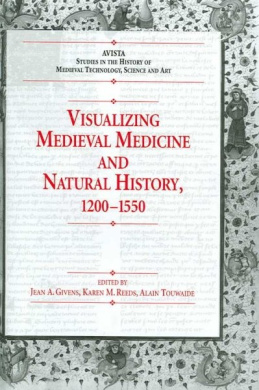 AVISTA
STUDIES IN THE HISTORY OF
MEDIEVAL TECHNOLOGY, SCIENCE AND ART
VISUALIZING
MEDIEVAL MEDICINE
AND
NATURAL HISTORY,
1200–1550
EDITED BY
JEAN A. GIVENS, KAREN M. REEDS, ALAIN TOUWAIDE